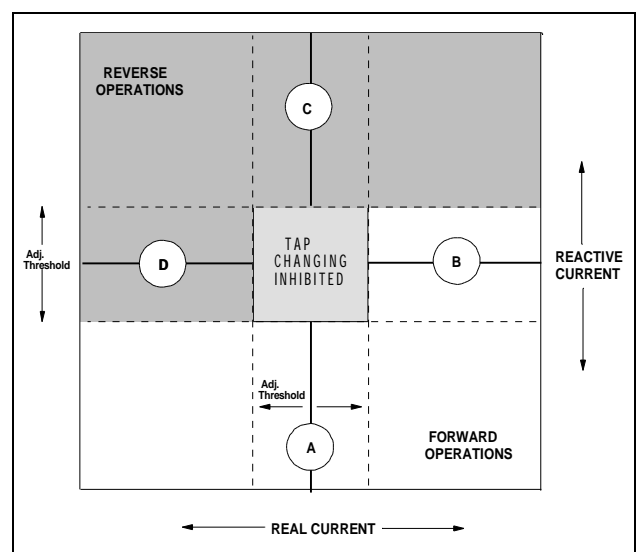 REVERSE
OPERATIONS
C
Adj.
Threshold
D
TAP
CHANGING
INHIBITED
B
REACTIVE
CURRENT
Adj.
Threshold
A
FORWARD
OPERATIONS
REAL CURRENT